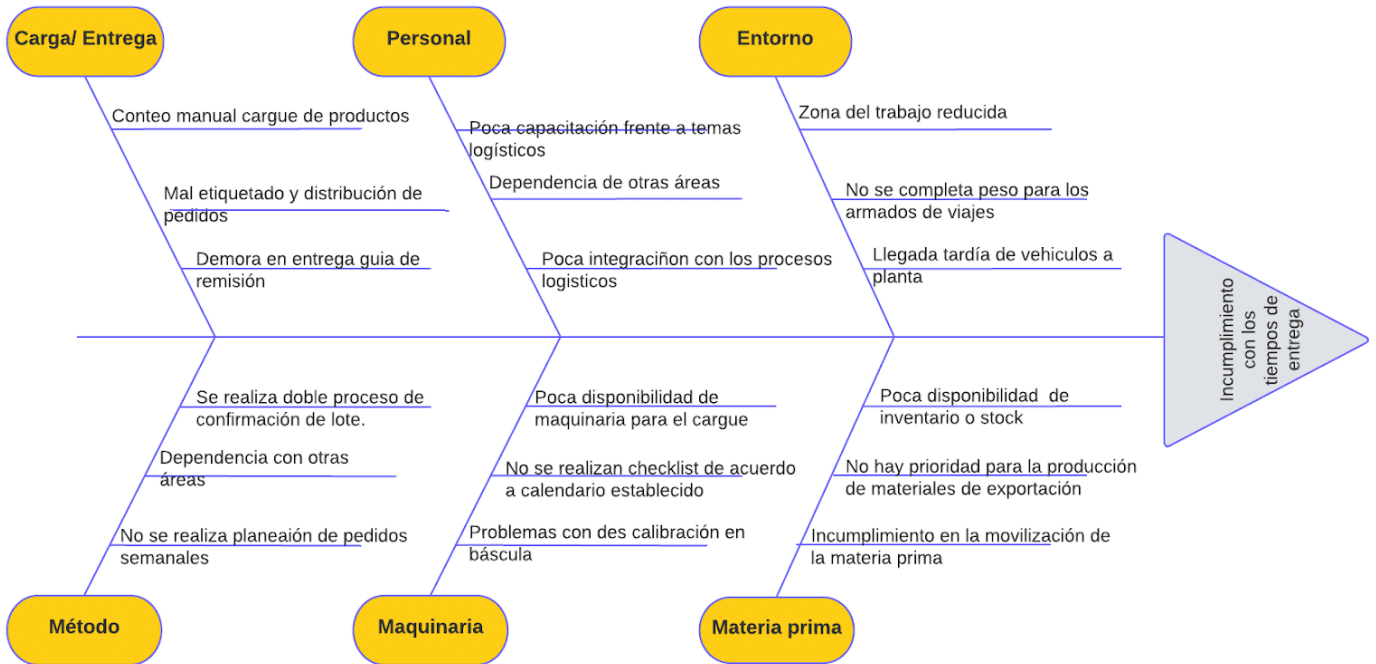 Carga/ Entrega
Personal
Entorno
Conteo manual cargue de productos
Mal etiquetado y distribución de
pedidos
Demora en entrega guia de
remisión
Poca capacitación frente a temas
logísticos
Dependencia de otras áreas
Poca integraciñon con los procesos
logisticos
Zona del trabajo reducida
No se completa peso para los
armados de viajes
Llegada tardía de vehiculos a
planta
Incumplimiento
con los
tiempos de
entrega
Se realiza doble proceso de
confirmación de lote.
Dependencia con otras
áreas
No se realiza planeaión de pedidos
semanales
Poca disponibilidad de
maquinaria para el cargue
No se realizan checklist de acuerdo
a calendario establecido
Problemas con des calibración en
báscula
Poca disponibilidad  de
inventario o stock
No hay prioridad para la producción
de materiales de exportación
Incumplimiento en la movilización de
la materia prima
Método
Maquinaria
Materia prima